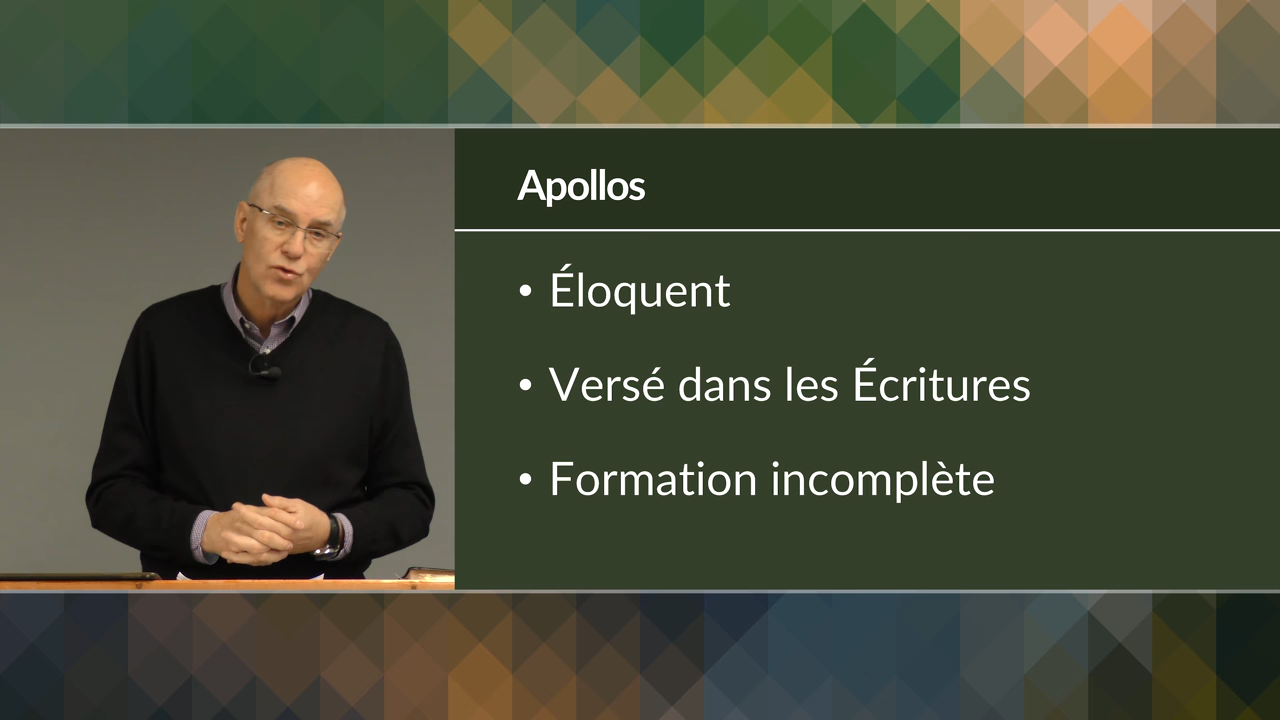 Apollos
• Éloquent
• Versé dans les Écritures
• Formation incomplète